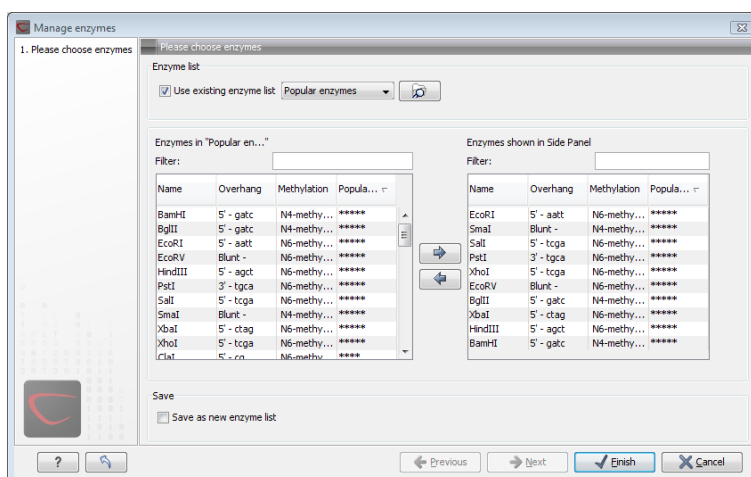 Manage enzymes
1. Please choose enzymes
Please choose enzymes
Enzyme list
Use existing enzyme list Popular enzymes
Enzymes in "Popular en..."
Filter:
Name Overhang Methylation Popula...
BamHI 5' - gatc N4-methy... *****
BglII 5' - gatc N4-methy... *****
EcoRI 5' - aatt N6-methy... *****
EcoRV Blunt - N6-methy... *****
HindIII 5' - agct N6-methy... *****
PstI 3' - tgca N6-methy... *****
SalI 5' - tcga N6-methy... *****
SmaI Blunt - N4-methy... *****
XbaI 5' - ctag N6-methy... *****
XhoI 5' - tcga N6-methy... *****
ClaI 5' - cg N6-methy... ****
Enzymes shown in Side Panel
Filter:
Name Overhang Methylation Popula...
EcoRI 5' - aatt N6-methy... *****
SmaI Blunt - N4-methy... *****
SalI 5' - tcga N6-methy... *****
PstI 3' - tgca N6-methy... *****
XhoI 5' - tcga N6-methy... *****
EcoRV Blunt - N6-methy... *****
BglII 5' - gatc N4-methy... *****
XbaI 5' - ctag N6-methy... *****
HindIII 5' - agct N6-methy... *****
BamHI 5' - gatc N4-methy... *****
Save
Save as new enzyme list
? Previous Next Finish Cancel